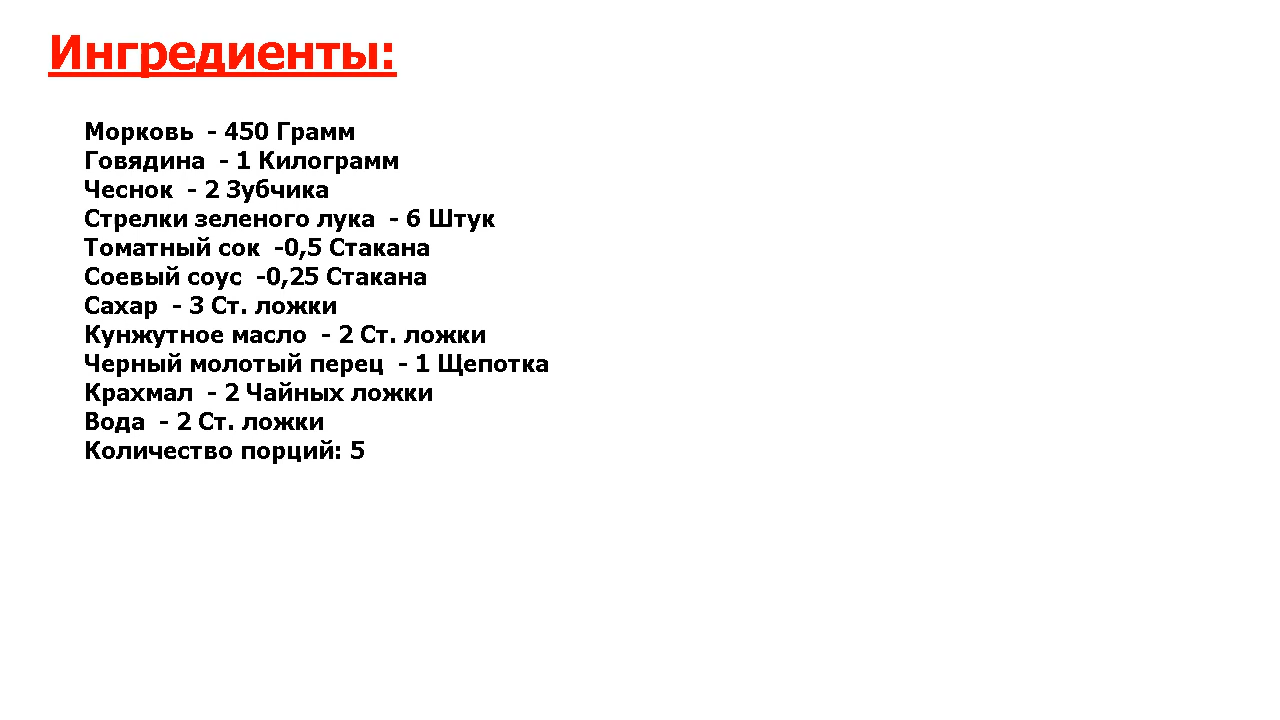 Ингредиенты:
Морковь  - 450 Грамм
Говядина  - 1 Килограмм
Чеснок  - 2 Зубчика
Стрелки зеленого лука  - 6 Штук
Томатный сок  -0,5 Стакана
Соевый соус  -0,25 Стакана
Сахар  - 3 Ст. ложки
Кунжутное масло  - 2 Ст. ложки
Черный молотый перец  - 1 Щепотка
Крахмал  - 2 Чайных ложки
Вода  - 2 Ст. ложки
Количество порций: 5